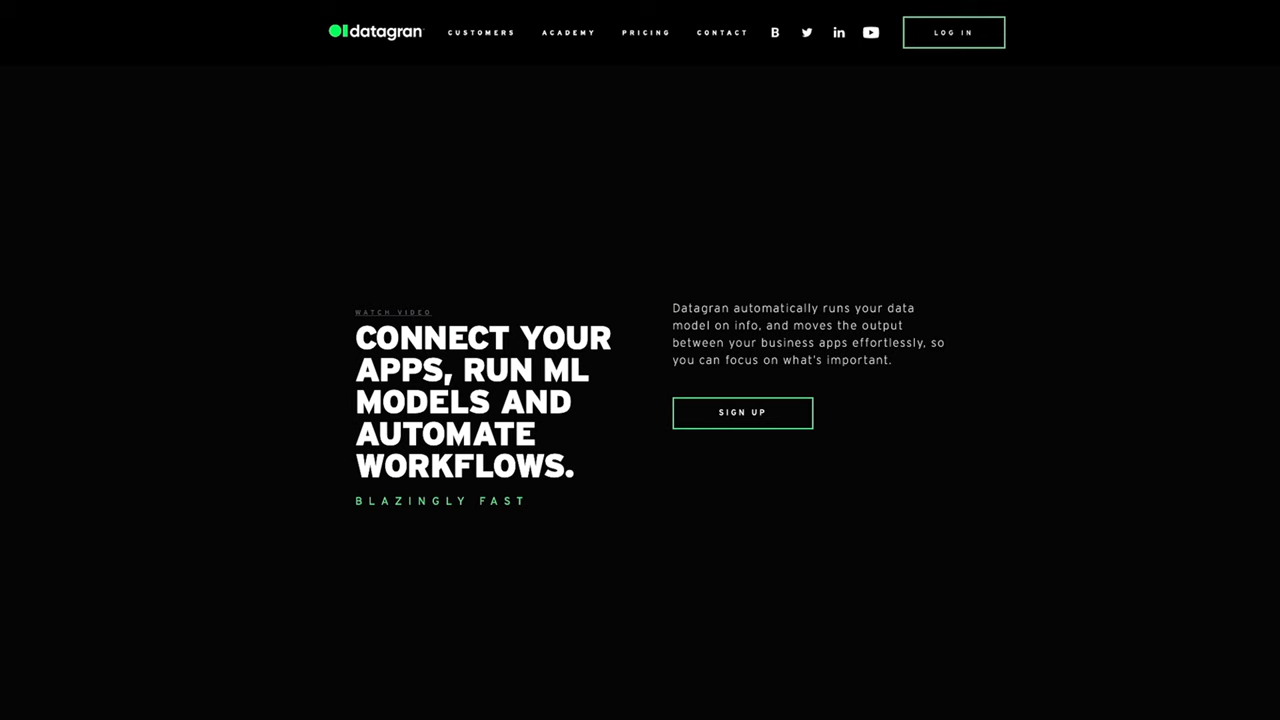 datagran
CUSTOMERS
ACADEMY
PRICING
CONTACT
B
in
LOG IN
WATCH VIDEO
CONNECT YOUR
APPS, RUN ML
MODELS AND
AUTOMATE
WORKFLOWS.
BLAZINGLY FAST
Datagran automatically runs your data
model on info, and moves the output
between your business apps effortlessly, so
you can focus on what's important.
SIGN UP